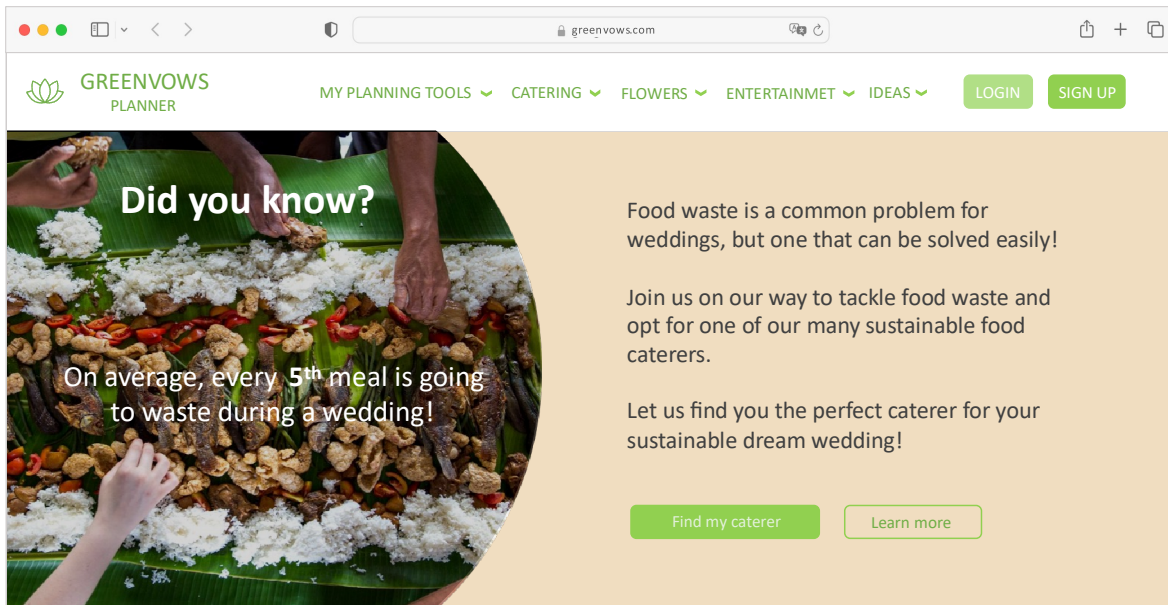 greenvows.com
GREENVOWS
PLANNER
MY PLANNING TOOLS
CATERING
FLOWERS
ENTERTAINMET
IDEAS
LOGIN
SIGN UP
Did you know?
On average, every 5th meal is going
to waste during a wedding!
Food waste is a common problem for
weddings, but one that can be solved easily!
Join us on our way to tackle food waste and
opt for one of our many sustainable food
caterers.
Let us find you the perfect caterer for your
sustainable dream wedding!
Find my caterer
Learn more